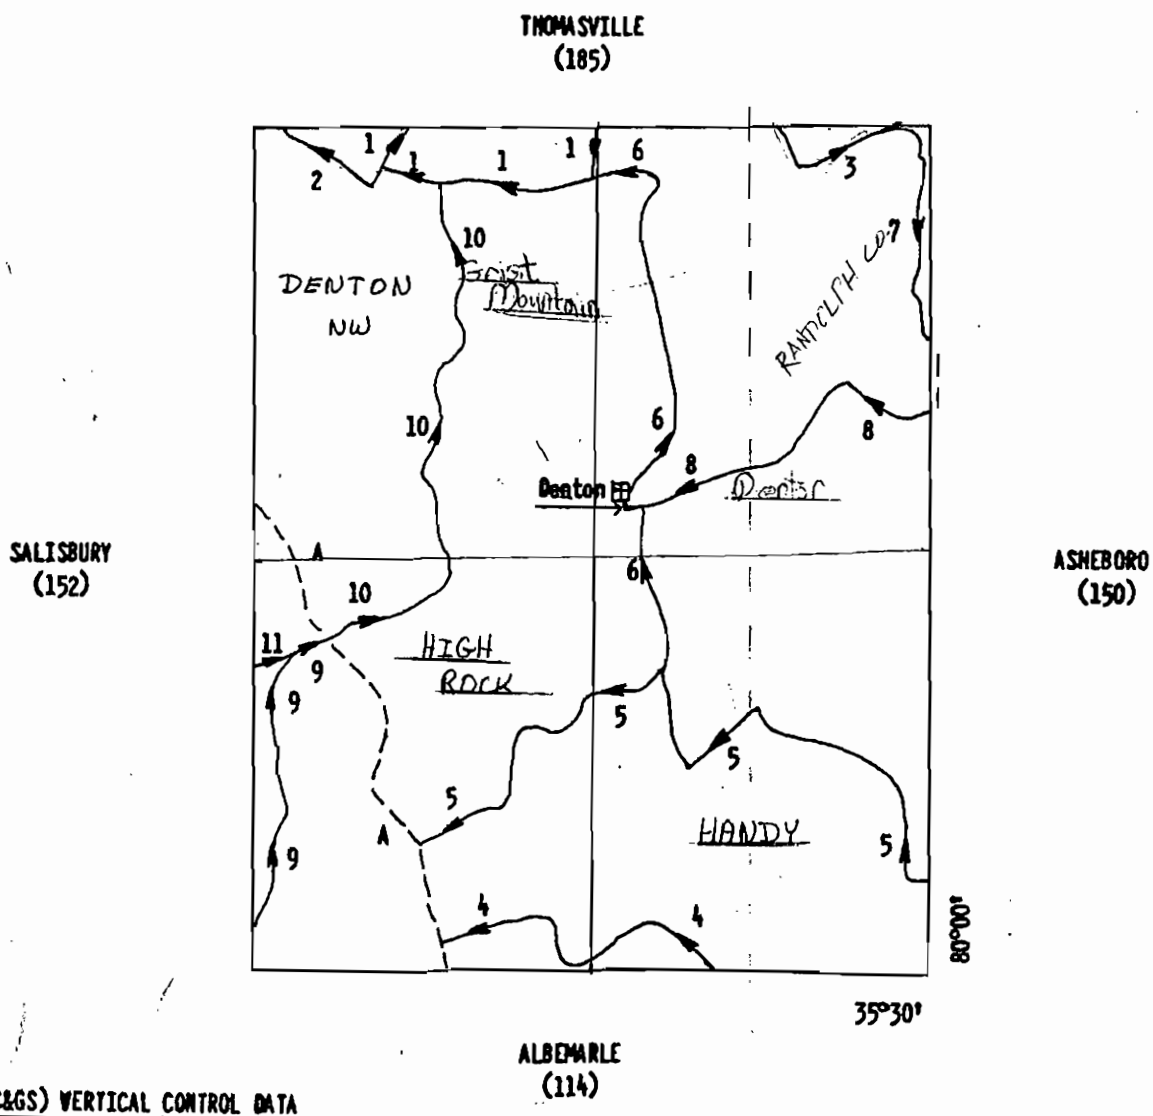 THOMASVILLE
(185)
1
1
1
1
6
2
3
7
10
Grist
Mountain
DENTON
NW
RANDOLPH CO.
10
6
8
8
Denton
Denton
SALISBURY
(152)
A
10
6
ASHEBORO
(150)
11
9
HIGH
ROCK
9
5
5
5
A
HANDY
9
5
4
4
80°00'
35°30'
ALBEMARLE
(114)
C&GS) VERTICAL CONTROL DATA